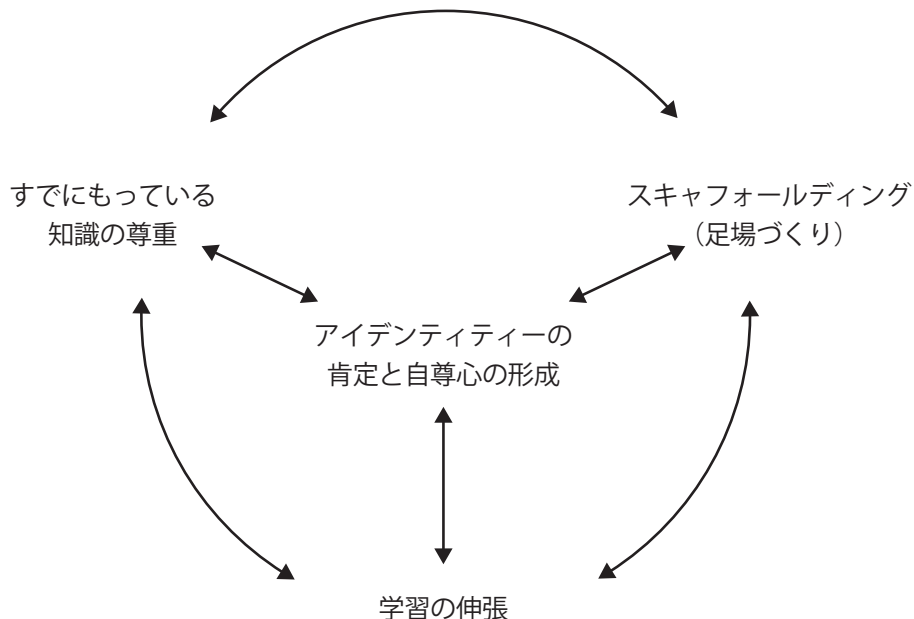 すでにもっている
知識の尊重
スキャフォールディング
（足場づくり）
アイデンティティーの
肯定と自尊心の形成
学習の伸張